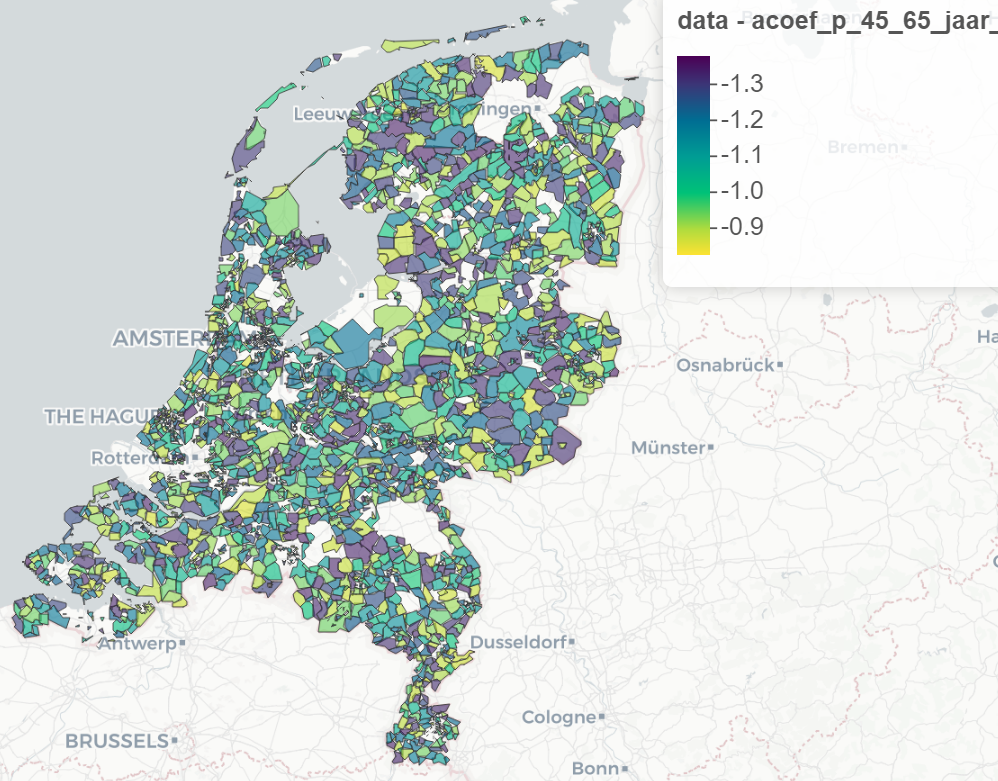 data - acoef_p_45_65_jaar_
-1.3
-1.2
-1.1
-1.0
-0.9
Leeuw
ingen
Bremen
AMSTER
Osnabrück
Ha
THE HAGU
Münster
Rotter
Antwerp
Dusseldorf
Cologne
BRUSSELS
Bonn